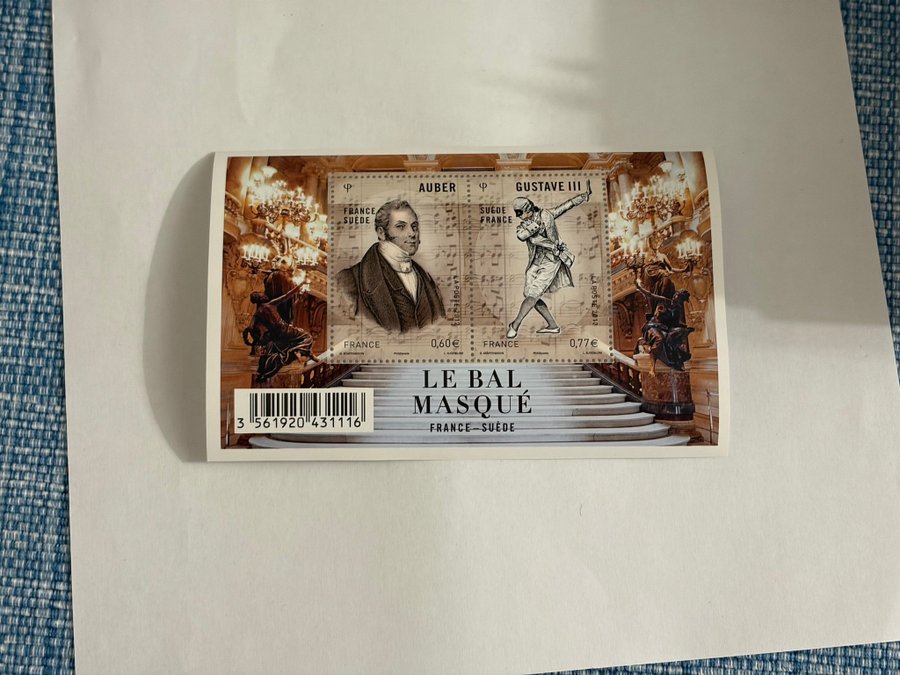 AUBER
FRANCE
SUÈDE
FRANCE 0,60€
GUSTAVE III
SUÈDE
FRANCE
FRANCE 0,77€
LE BAL
MASQUÉ
FRANCE–SUÈDE
3 561920 431116